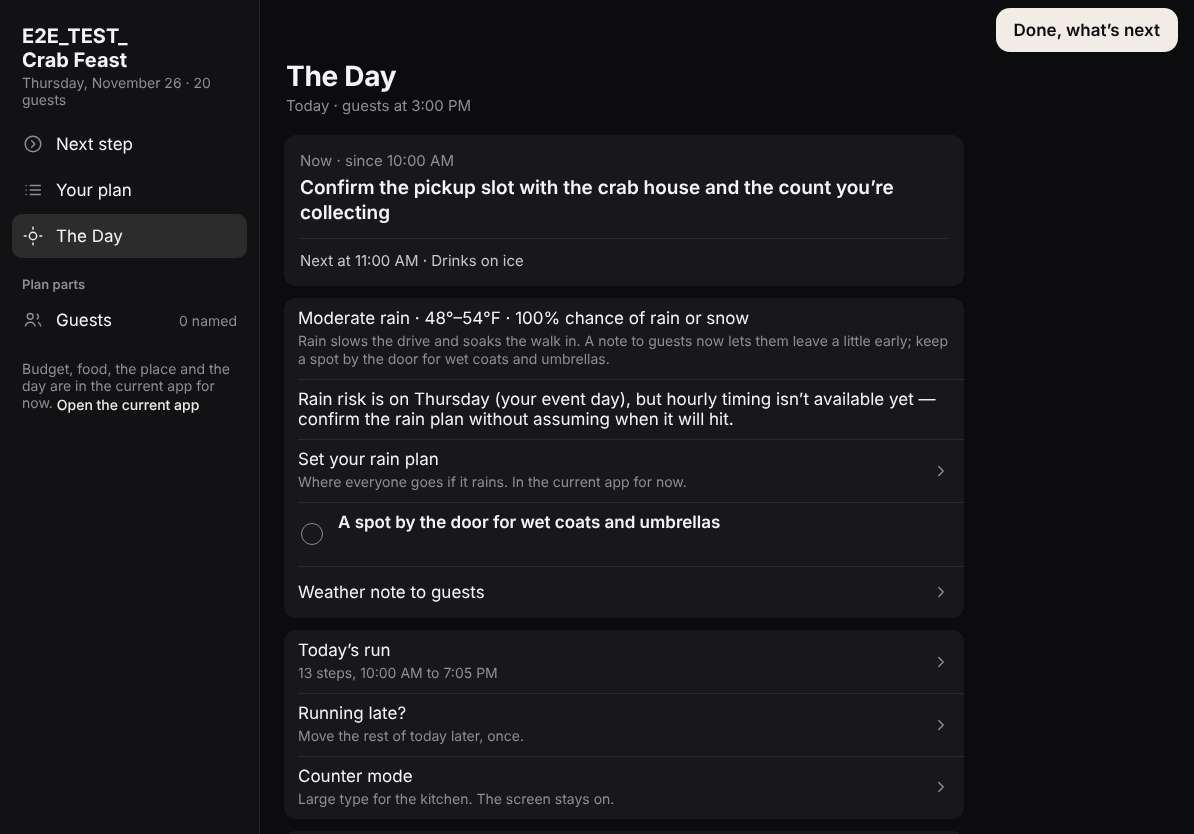 E2E_TEST_
Crab Feast
Thursday, November 26 · 20
guests
Next step
Your plan
The Day
Plan parts
Guests 0 named
Budget, food, the place and the
day are in the current app for
now. Open the current app
Done, what’s next
The Day
Today · guests at 3:00 PM
Now · since 10:00 AM
Confirm the pickup slot with the crab house and the count you’re
collecting
Next at 11:00 AM · Drinks on ice
Moderate rain · 48°–54°F · 100% chance of rain or snow
Rain slows the drive and soaks the walk in. A note to guests now lets them leave a little early; keep
a spot by the door for wet coats and umbrellas.
Rain risk is on Thursday (your event day), but hourly timing isn’t available yet —
confirm the rain plan without assuming when it will hit.
Set your rain plan
Where everyone goes if it rains. In the current app for now.
A spot by the door for wet coats and umbrellas
Weather note to guests
Today’s run
13 steps, 10:00 AM to 7:05 PM
Running late?
Move the rest of today later, once.
Counter mode
Large type for the kitchen. The screen stays on.